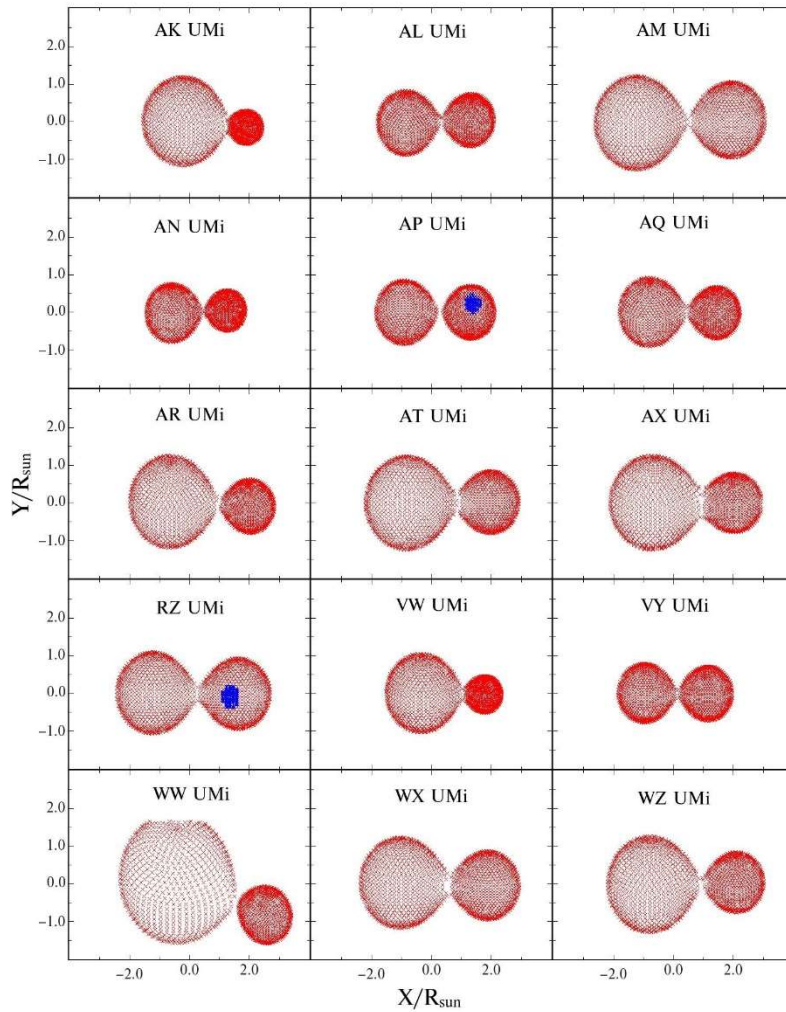 AK UMi AL UMi AM UMi
2.0
1.0
0.0
-1.0
AN UMi AP UMi AQ UMi
2.0
1.0
0.0
-1.0
AR UMi AT UMi AX UMi
2.0
1.0
0.0
-1.0
Y/Rsun
RZ UMi VW UMi VY UMi
2.0
1.0
0.0
-1.0
WW UMi WX UMi WZ UMi
2.0
1.0
0.0
-1.0
-2.0 0.0 2.0 -2.0 0.0 2.0 -2.0 0.0 2.0
X/Rsun